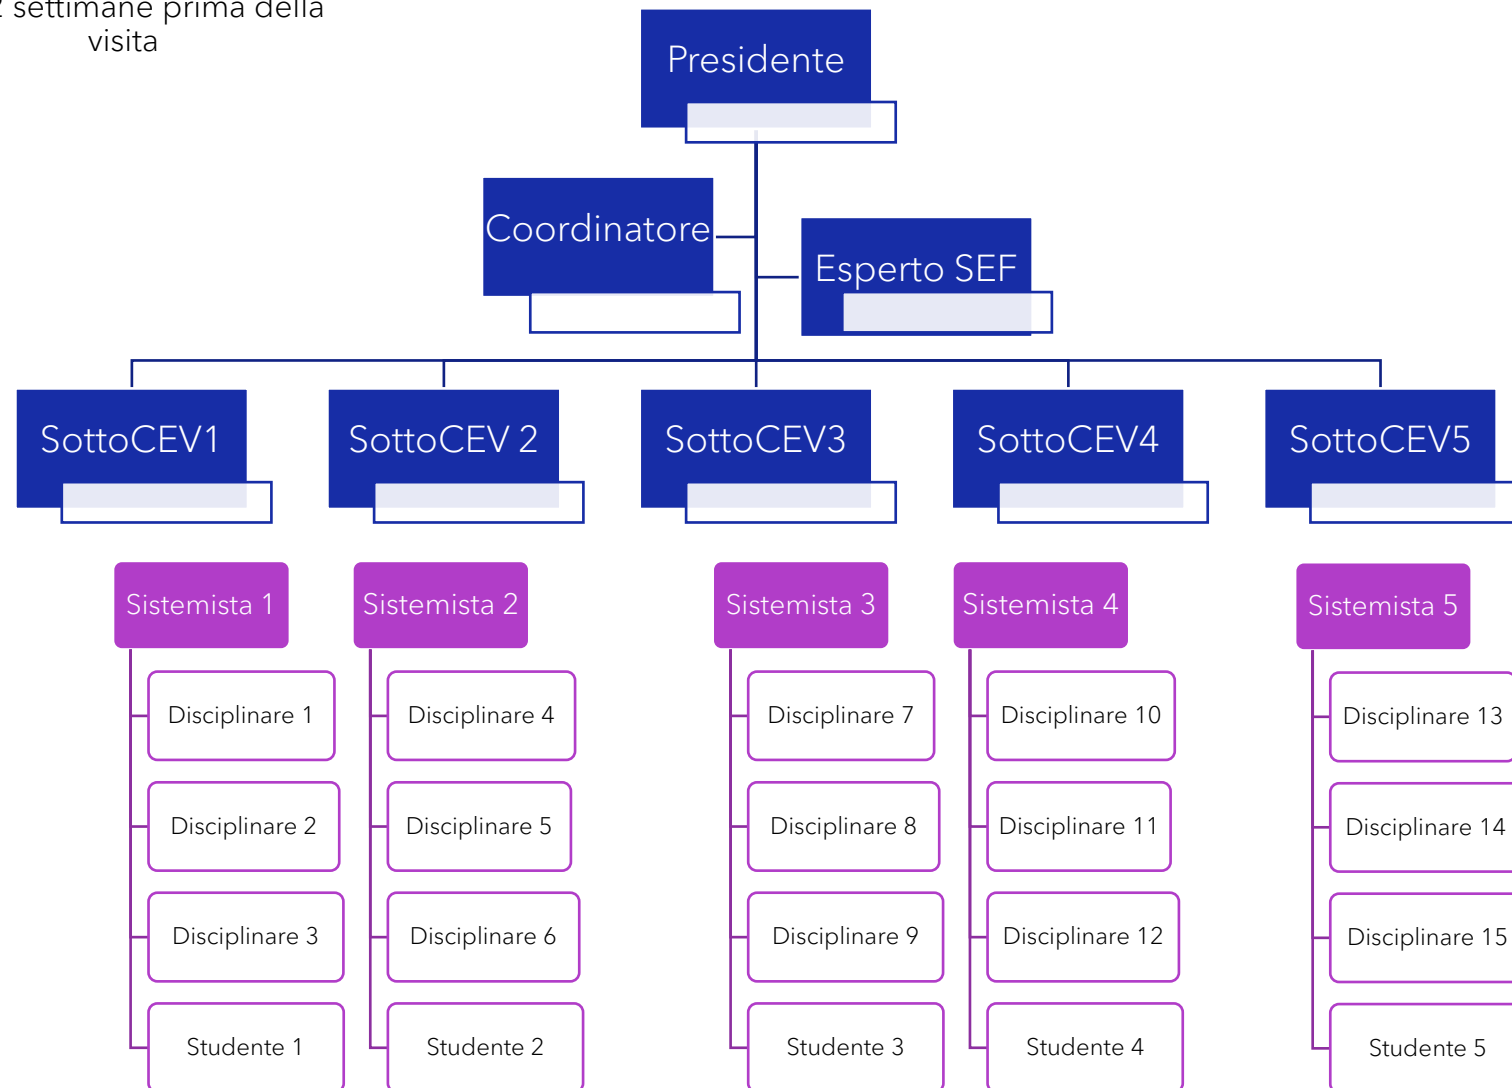 2 settimane prima della
visita
Presidente
Coordinatore
Esperto SEF
SottoCEV1
SottoCEV 2
SottoCEV3
SottoCEV4
SottoCEV5
Sistemista 1
Sistemista 2
Sistemista 3
Sistemista 4
Sistemista 5
Disciplinare 1
Disciplinare 4
Disciplinare 7
Disciplinare 10
Disciplinare 13
Disciplinare 2
Disciplinare 5
Disciplinare 8
Disciplinare 11
Disciplinare 14
Disciplinare 3
Disciplinare 6
Disciplinare 9
Disciplinare 12
Disciplinare 15
Studente 1
Studente 2
Studente 3
Studente 4
Studente 5